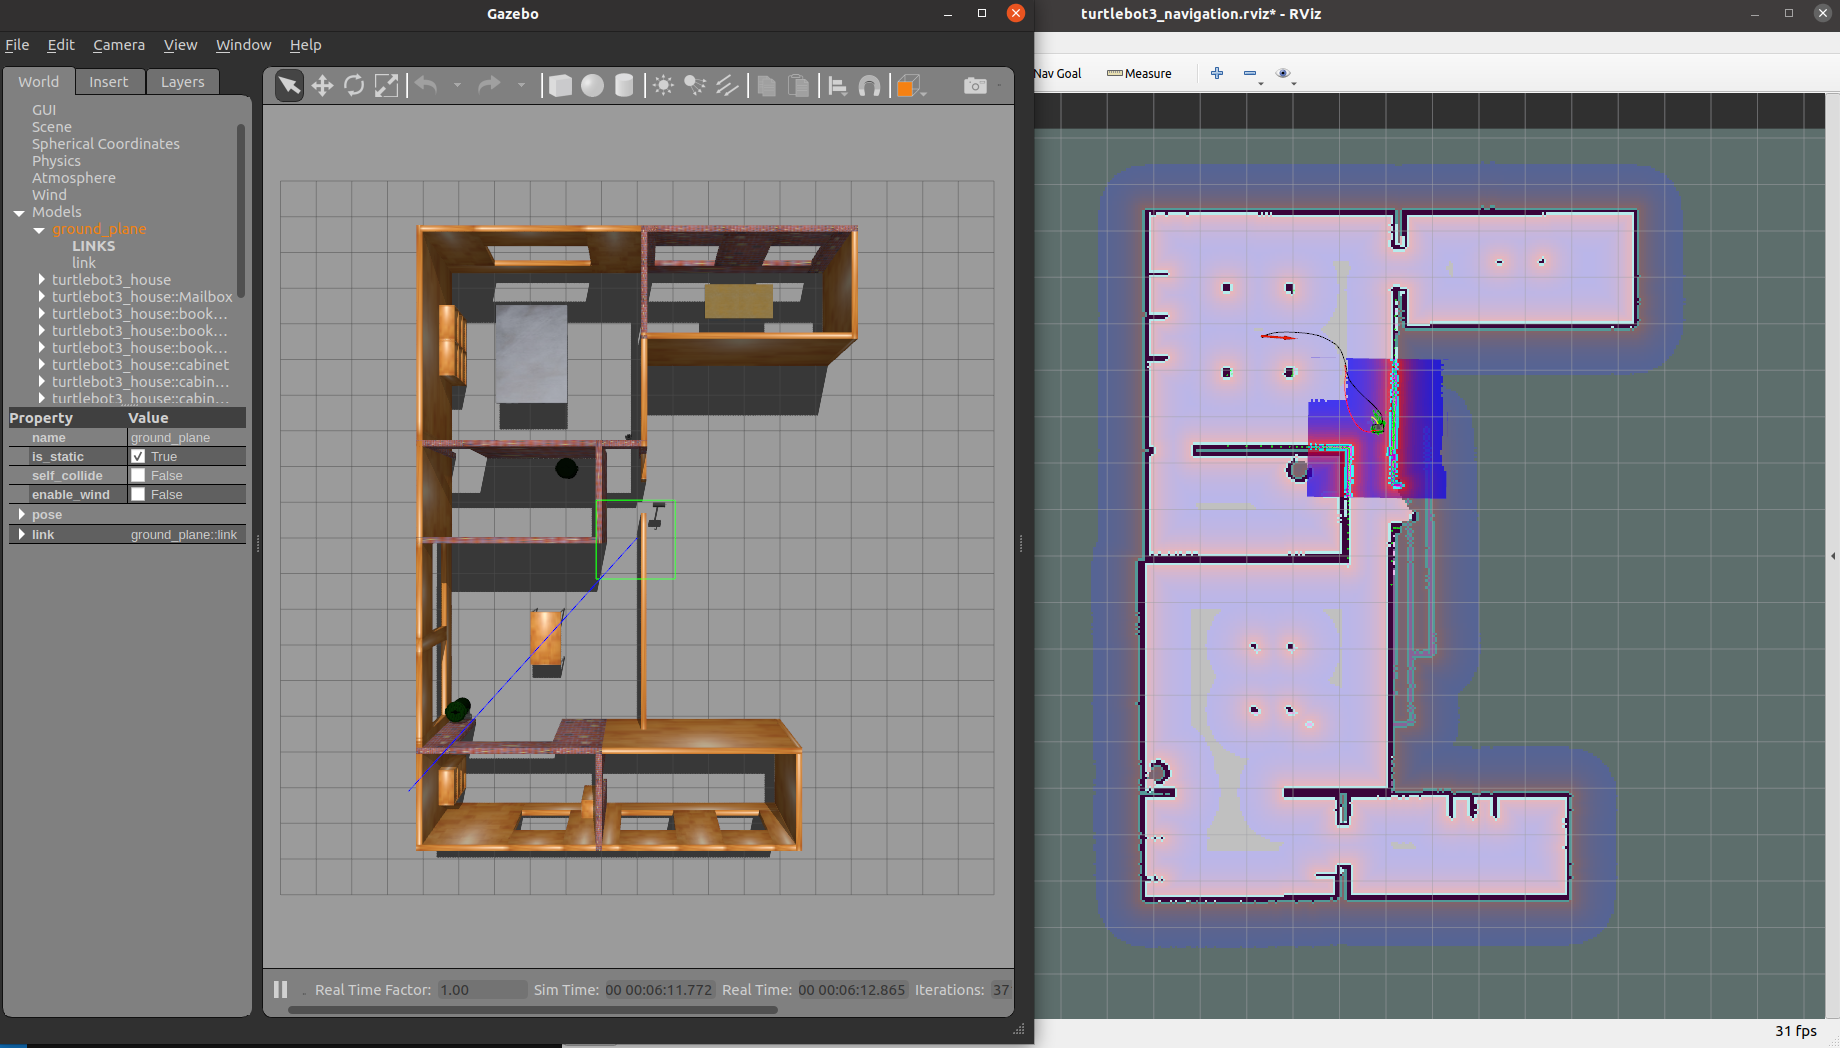 Gazebo
File Edit Camera View Window Help
World Insert Layers
GUI
Scene
Spherical Coordinates
Physics
Atmosphere
Wind
Models
ground_plane
LINKS
link
turtlebot3_house
turtlebot3_house::Mailbox
turtlebot3_house::book...
turtlebot3_house::book...
turtlebot3_house::book...
turtlebot3_house::cabinet
turtlebot3_house::cabin...
turtlebot3_house::cabin...
Property Value
name ground_plane
is_static True
self_collide False
enable_wind False
pose
link ground_plane::link
Real Time Factor: 1.00 Sim Time: 00 00:06:11.772 Real Time: 00 00:06:12.865 Iterations: 37
turtlebot3_navigation.rviz* - RViz
Nav Goal Measure
31 fps